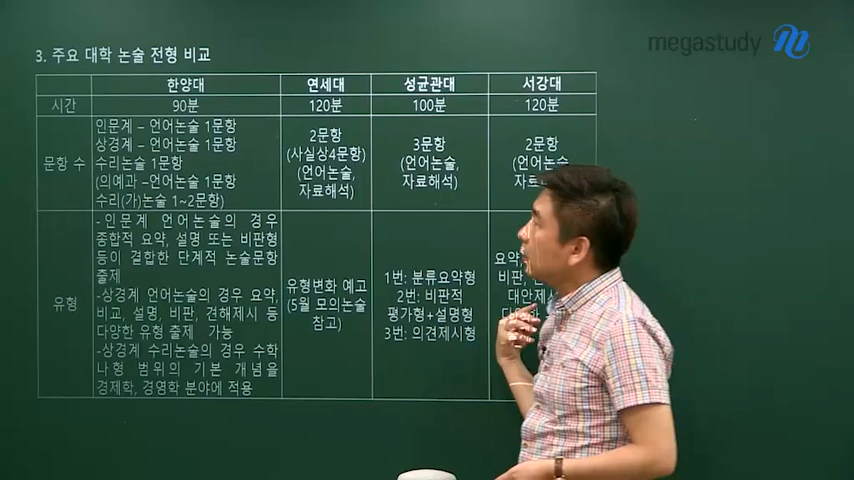 megastudy
3. 주요 대학 논술 전형 비교
한양대 연세대 성균관대 서강대
시간 90분 120분 100분 120분
문항 수
인문계 – 언어논술 1문항
상경계 – 언어논술 1문항
수리논술 1문항
(의예과 –언어논술 1문항
수리(가)논술 1~2문항)
2문항
(사실상4문항)
(언어논술,
자료해석)
3문항
(언어논술,
자료해석)
2문항
(언어논술
유형
-인문계 언어논술의 경우
종합적 요약, 설명 또는 비판형
등이 결합한 단계적 논술문항
출제
-상경계 언어논술의 경우 요약,
비교, 설명, 비판, 견해제시 등
다양한 유형 출제 가능
-상경계 수리논술의 경우 수학
나형 범위의 기본 개념을
경제학, 경영학 분야에 적용
유형변화 예고
(5월 모의논술
참고)
1번: 분류요약형
2번: 비판적
평가형+설명형
3번: 의견제시형
요약,
비판,
대안제시